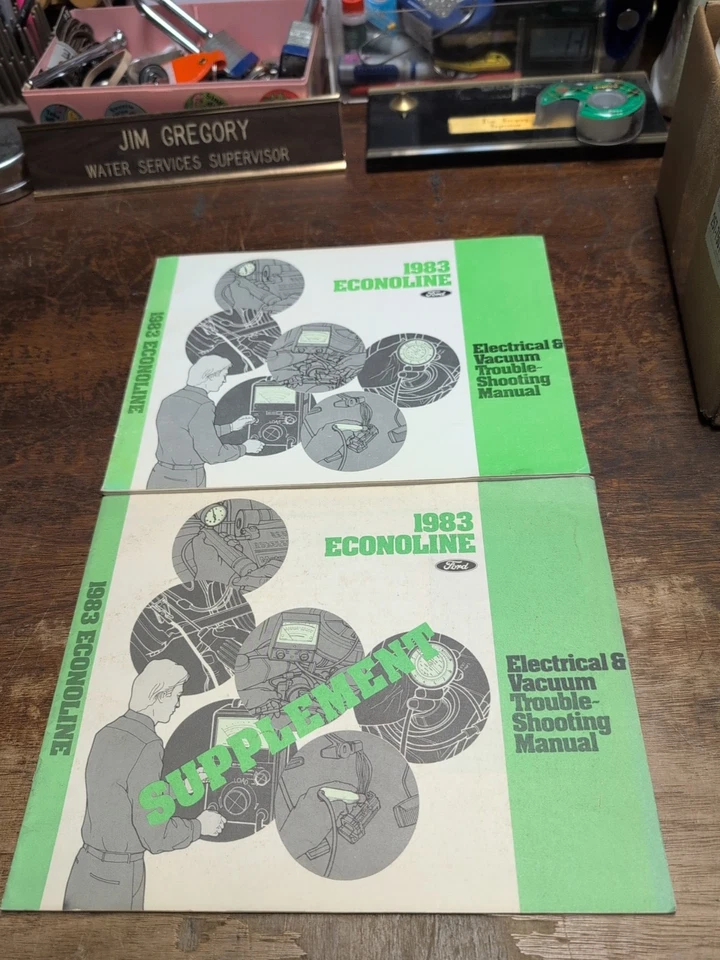 JIM GREGORY
WATER SERVICES SUPERVISOR
1983
ECONOLINE
Ford
1983 ECONOLINE
Electrical &
Vacuum
Trouble-
Shooting
Manual
1983
ECONOLINE
Ford
1983 ECONOLINE
SUPPLEMENT
Electrical &
Vacuum
Trouble-
Shooting
Manual